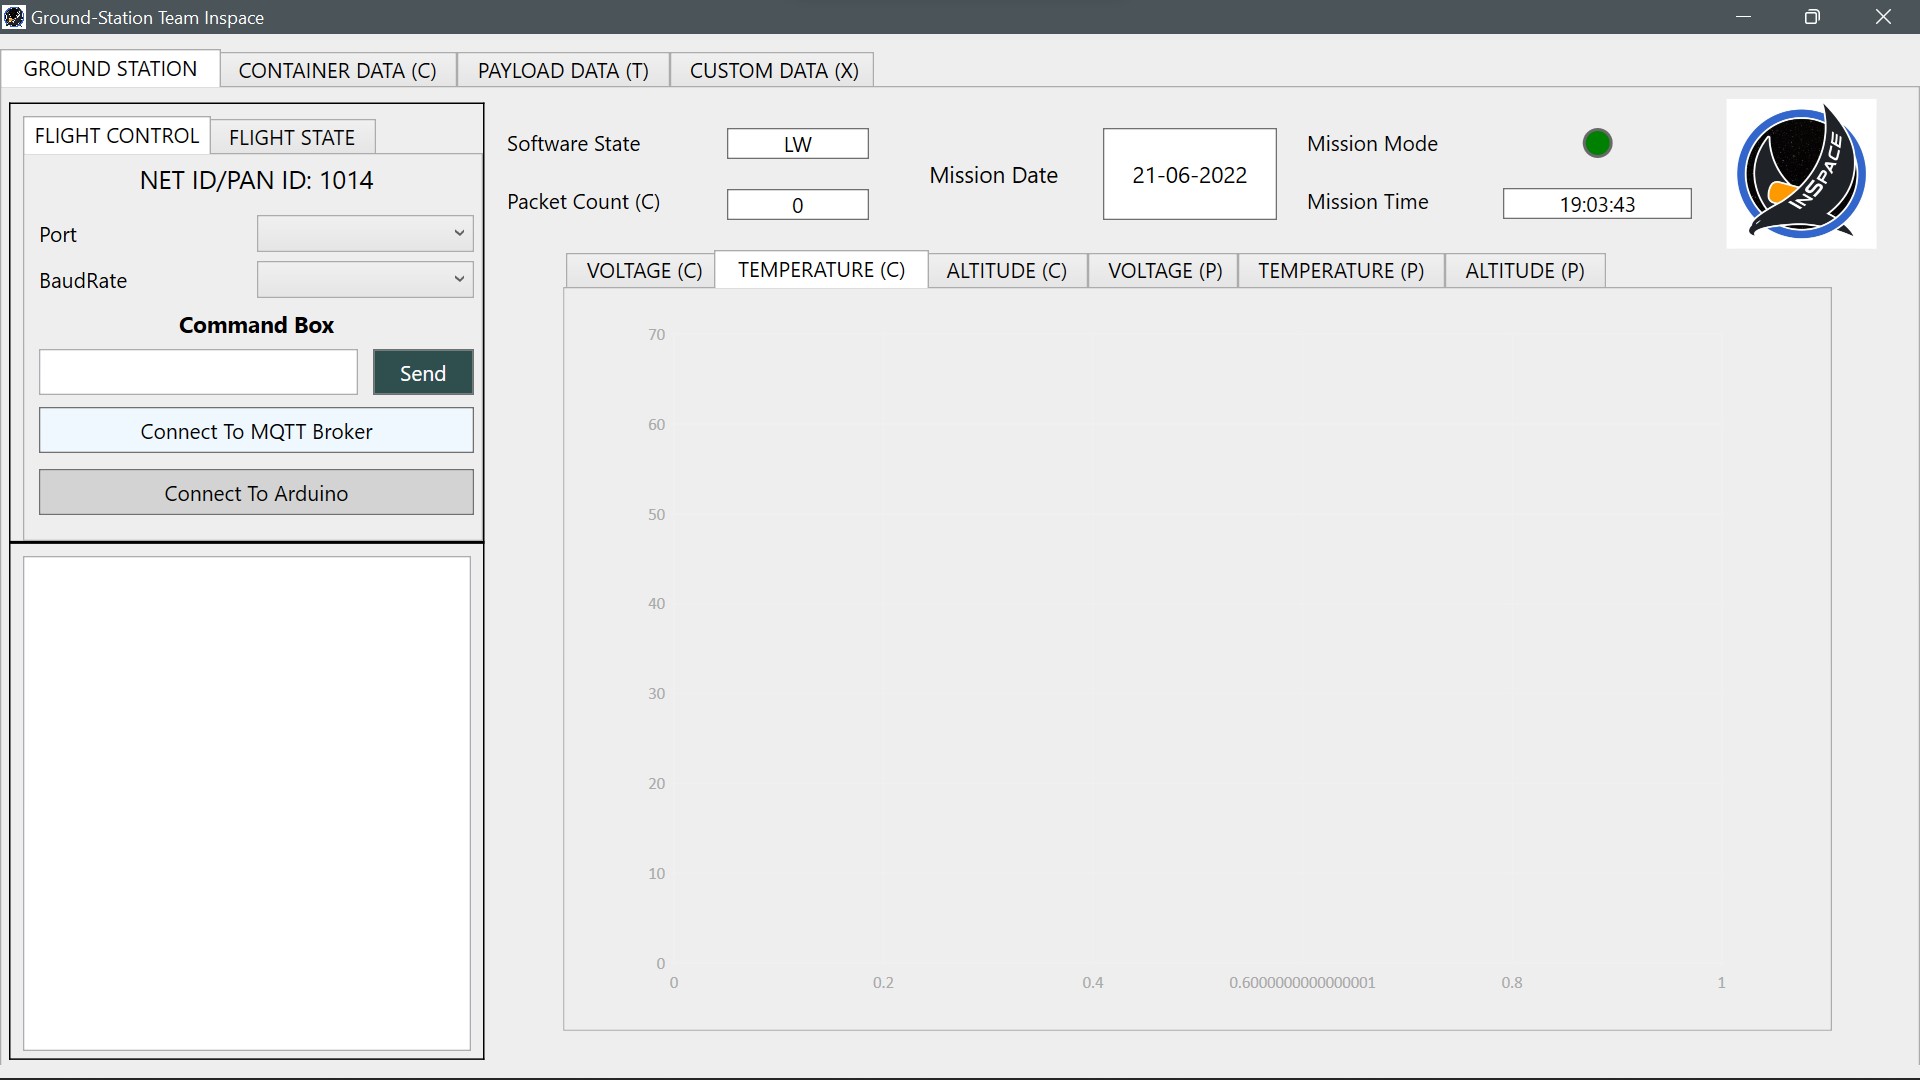 Ground-Station Team Inspace
GROUND STATION CONTAINER DATA (C) PAYLOAD DATA (T) CUSTOM DATA (X)
FLIGHT CONTROL FLIGHT STATE
NET ID/PAN ID: 1014
Port
BaudRate
Command Box
Send
Connect To MQTT Broker
Connect To Arduino
Software State LW
Packet Count (C) 0
Mission Date 21-06-2022
Mission Mode
Mission Time 19:03:43
INSPACE
VOLTAGE (C) TEMPERATURE (C) ALTITUDE (C) VOLTAGE (P) TEMPERATURE (P) ALTITUDE (P)
70
60
50
40
30
20
10
0
0 0.2 0.4 0.6000000000000001 0.8 1